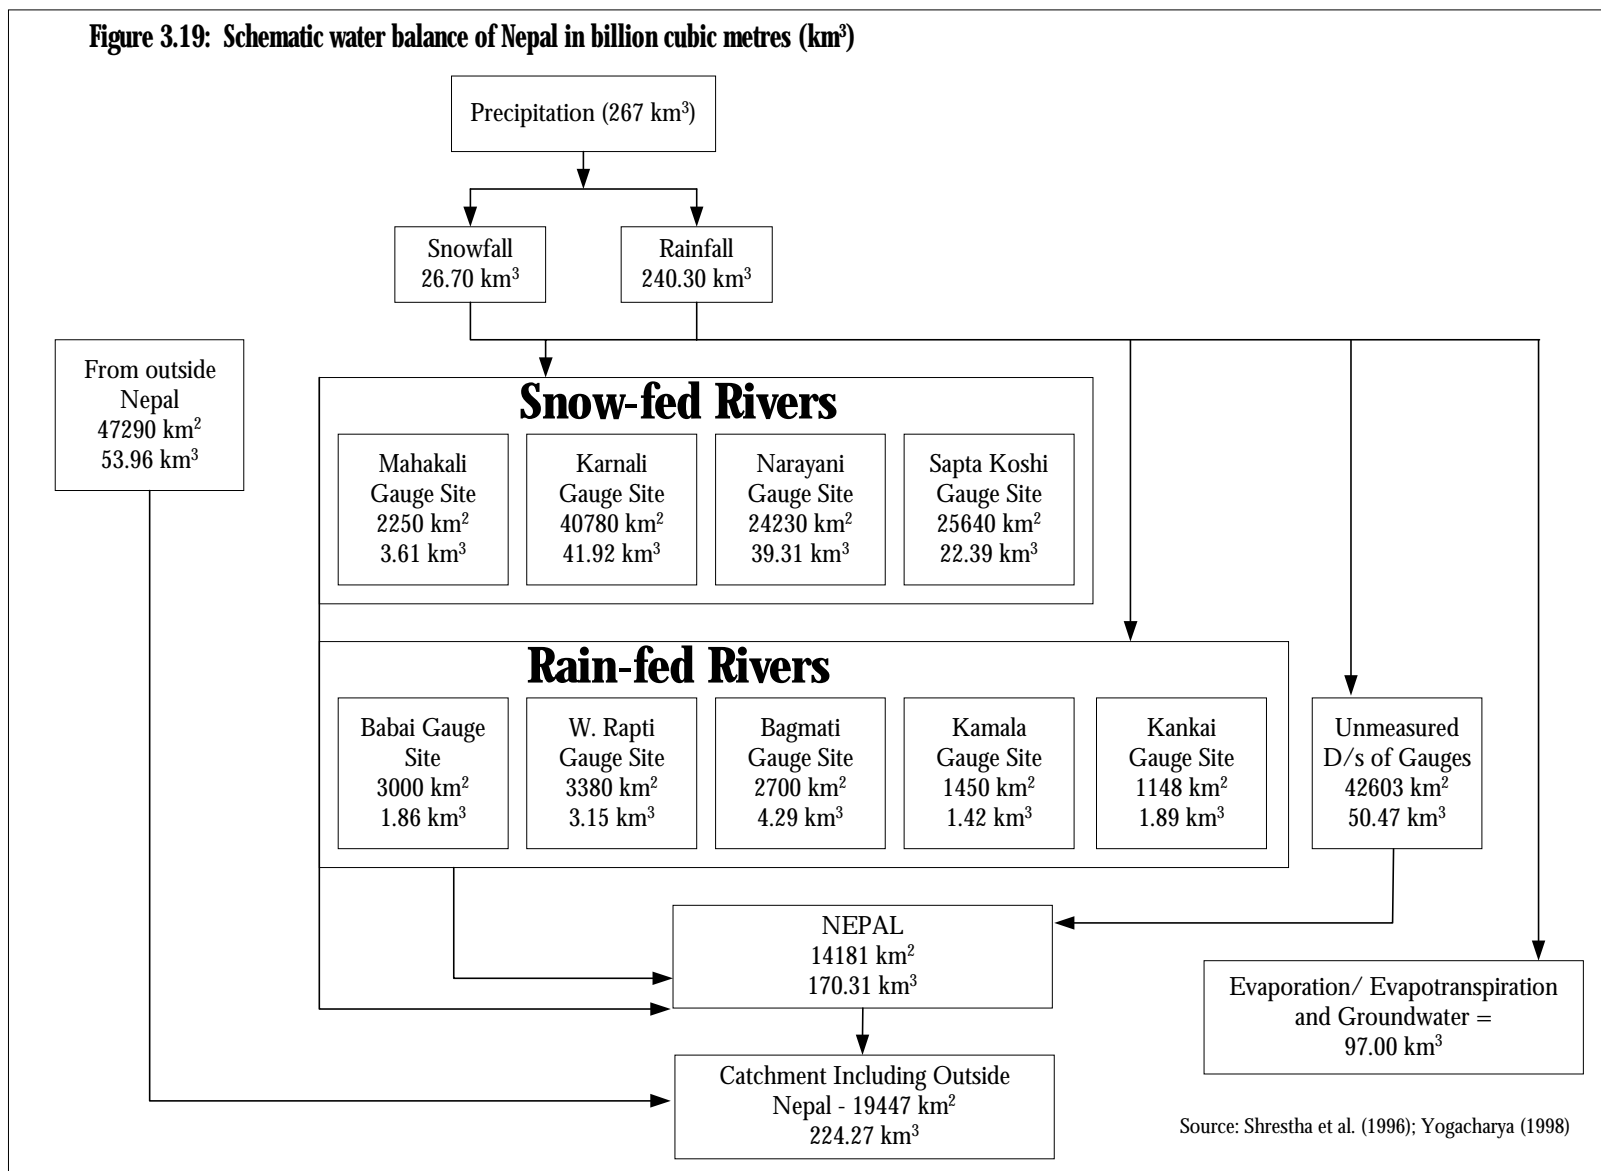 Figure 3.19: Schematic water balance of Nepal in billion cubic metres (km³)
Precipitation (267 km³)
Snowfall
26.70 km³
Rainfall
240.30 km³
From outside
Nepal
47290 km²
53.96 km³
Snow-fed Rivers
Mahakali
Gauge Site
2250 km²
3.61 km³
Karnali
Gauge Site
40780 km²
41.92 km³
Narayani
Gauge Site
24230 km²
39.31 km³
Sapta Koshi
Gauge Site
25640 km²
22.39 km³
Rain-fed Rivers
Babai Gauge
Site
3000 km²
1.86 km³
W. Rapti
Gauge Site
3380 km²
3.15 km³
Bagmati
Gauge Site
2700 km²
4.29 km³
Kamala
Gauge Site
1450 km²
1.42 km³
Kankai
Gauge Site
1148 km²
1.89 km³
Unmeasured
D/s of Gauges
42603 km²
50.47 km³
NEPAL
14181 km²
170.31 km³
Evaporation/ Evapotranspiration
and Groundwater =
97.00 km³
Catchment Including Outside
Nepal - 19447 km²
224.27 km³
Source: Shrestha et al. (1996); Yogacharya (1998)